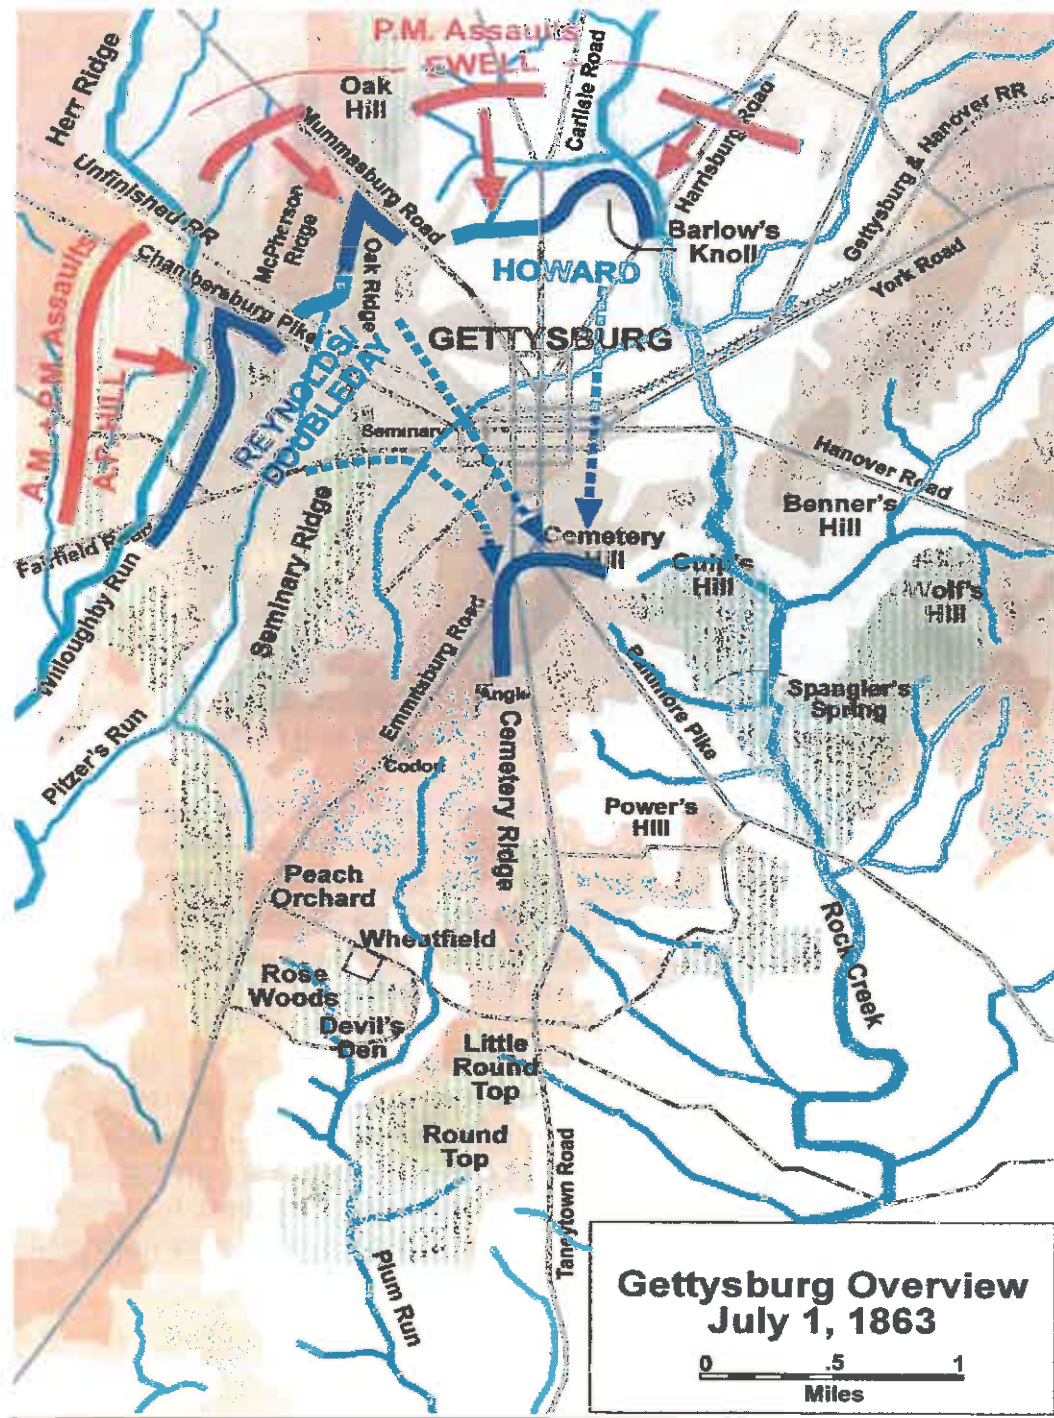 P.M. Assaults
EWELL
Oak
Hill
Herr Ridge
Mummasburg Road
Carlisle Road
Harrisburg Road
Gettysburg & Hanover RR
Unfinished RR
McPherson
Ridge
Oak Ridge
Barlow's
Knoll
HOWARD
York Road
Chambersburg Pike
GETTYSBURG
REYNOLDS/
DOUBLEDAY
A.M. & P.M. Assaults
A.P. HILL
Seminary
Hanover Road
Benner's
Hill
Fairfield Road
Seminary Ridge
Cemetery
Hill
Culp's
Hill
Wolf's
Hill
Willoughby Run
Emmitsburg Road
Baltimore Pike
"Angle"
Spangler's
Spring
Pitzer's Run
Codori
Cemetery Ridge
Power's
Hill
Peach
Orchard
Wheatfield
Rock Creek
Rose
Woods
Devil's
Den
Little
Round
Top
Round
Top
Taneytown Road
Plum Run
Gettysburg Overview
July 1, 1863
0 .5 1
Miles